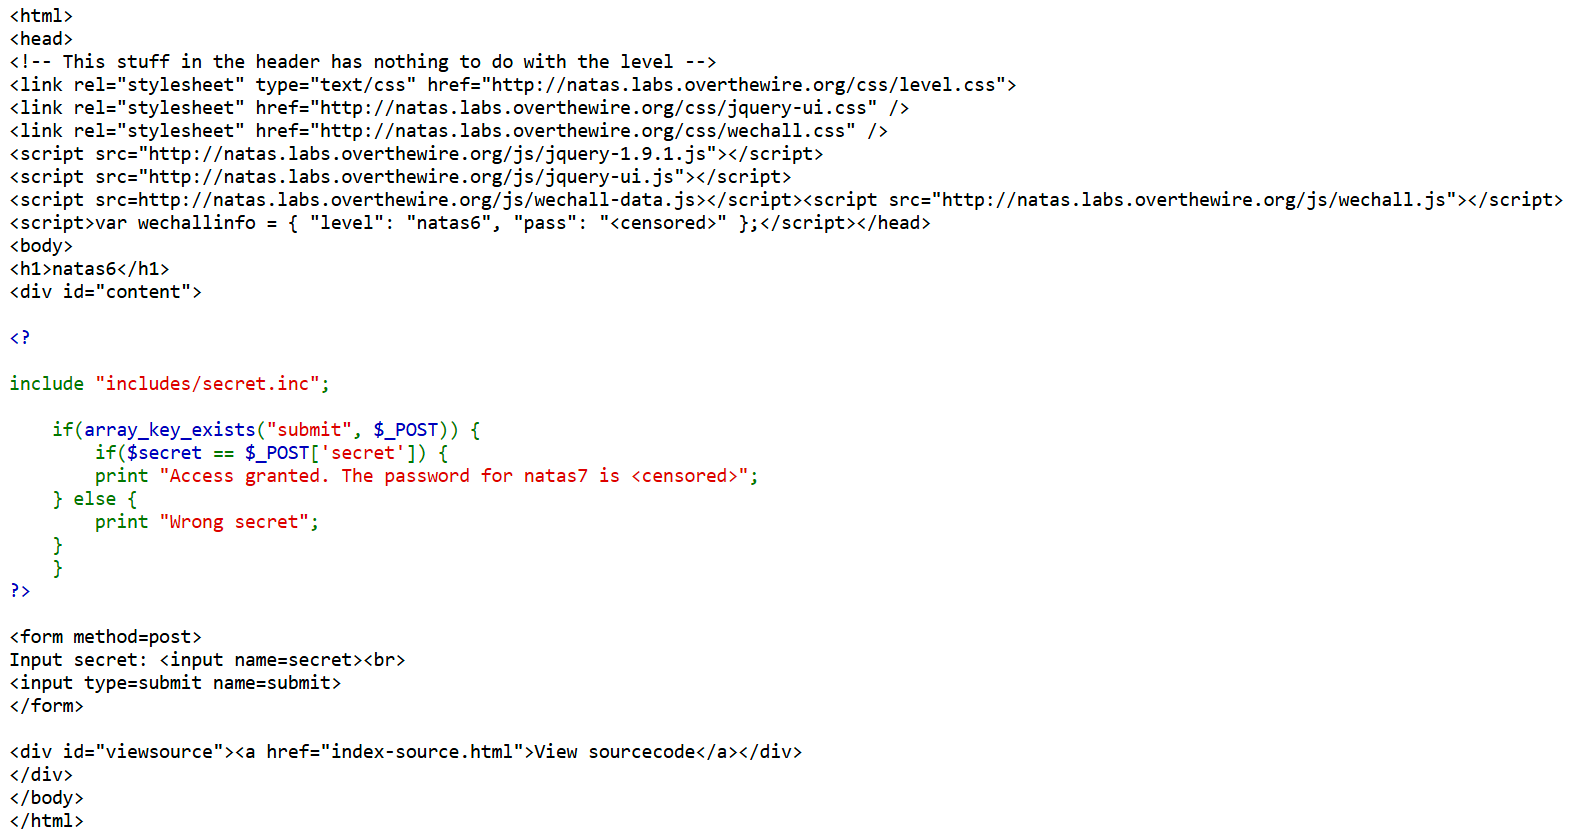 <html>
<head>
<!-- This stuff in the header has nothing to do with the level -->
<link rel="stylesheet" type="text/css" href="http://natas.labs.overthewire.org/css/level.css">
<link rel="stylesheet" href="http://natas.labs.overthewire.org/css/jquery-ui.css" />
<link rel="stylesheet" href="http://natas.labs.overthewire.org/css/wechall.css" />
<script src="http://natas.labs.overthewire.org/js/jquery-1.9.1.js"></script>
<script src="http://natas.labs.overthewire.org/js/jquery-ui.js"></script>
<script src=http://natas.labs.overthewire.org/js/wechall-data.js></script><script src="http://natas.labs.overthewire.org/js/wechall.js"></script>
<script>var wechallinfo = { "level": "natas6", "pass": "<censored>" };</script></head>
<body>
<h1>natas6</h1>
<div id="content">

<?

include "includes/secret.inc";

    if(array_key_exists("submit", $_POST)) {
        if($secret == $_POST['secret']) {
        print "Access granted. The password for natas7 is <censored>";
    } else {
        print "Wrong secret";
    }
    }
?>

<form method=post>
Input secret: <input name=secret><br>
<input type=submit name=submit>
</form>

<div id="viewsource"><a href="index-source.html">View sourcecode</a></div>
</div>
</body>
</html>